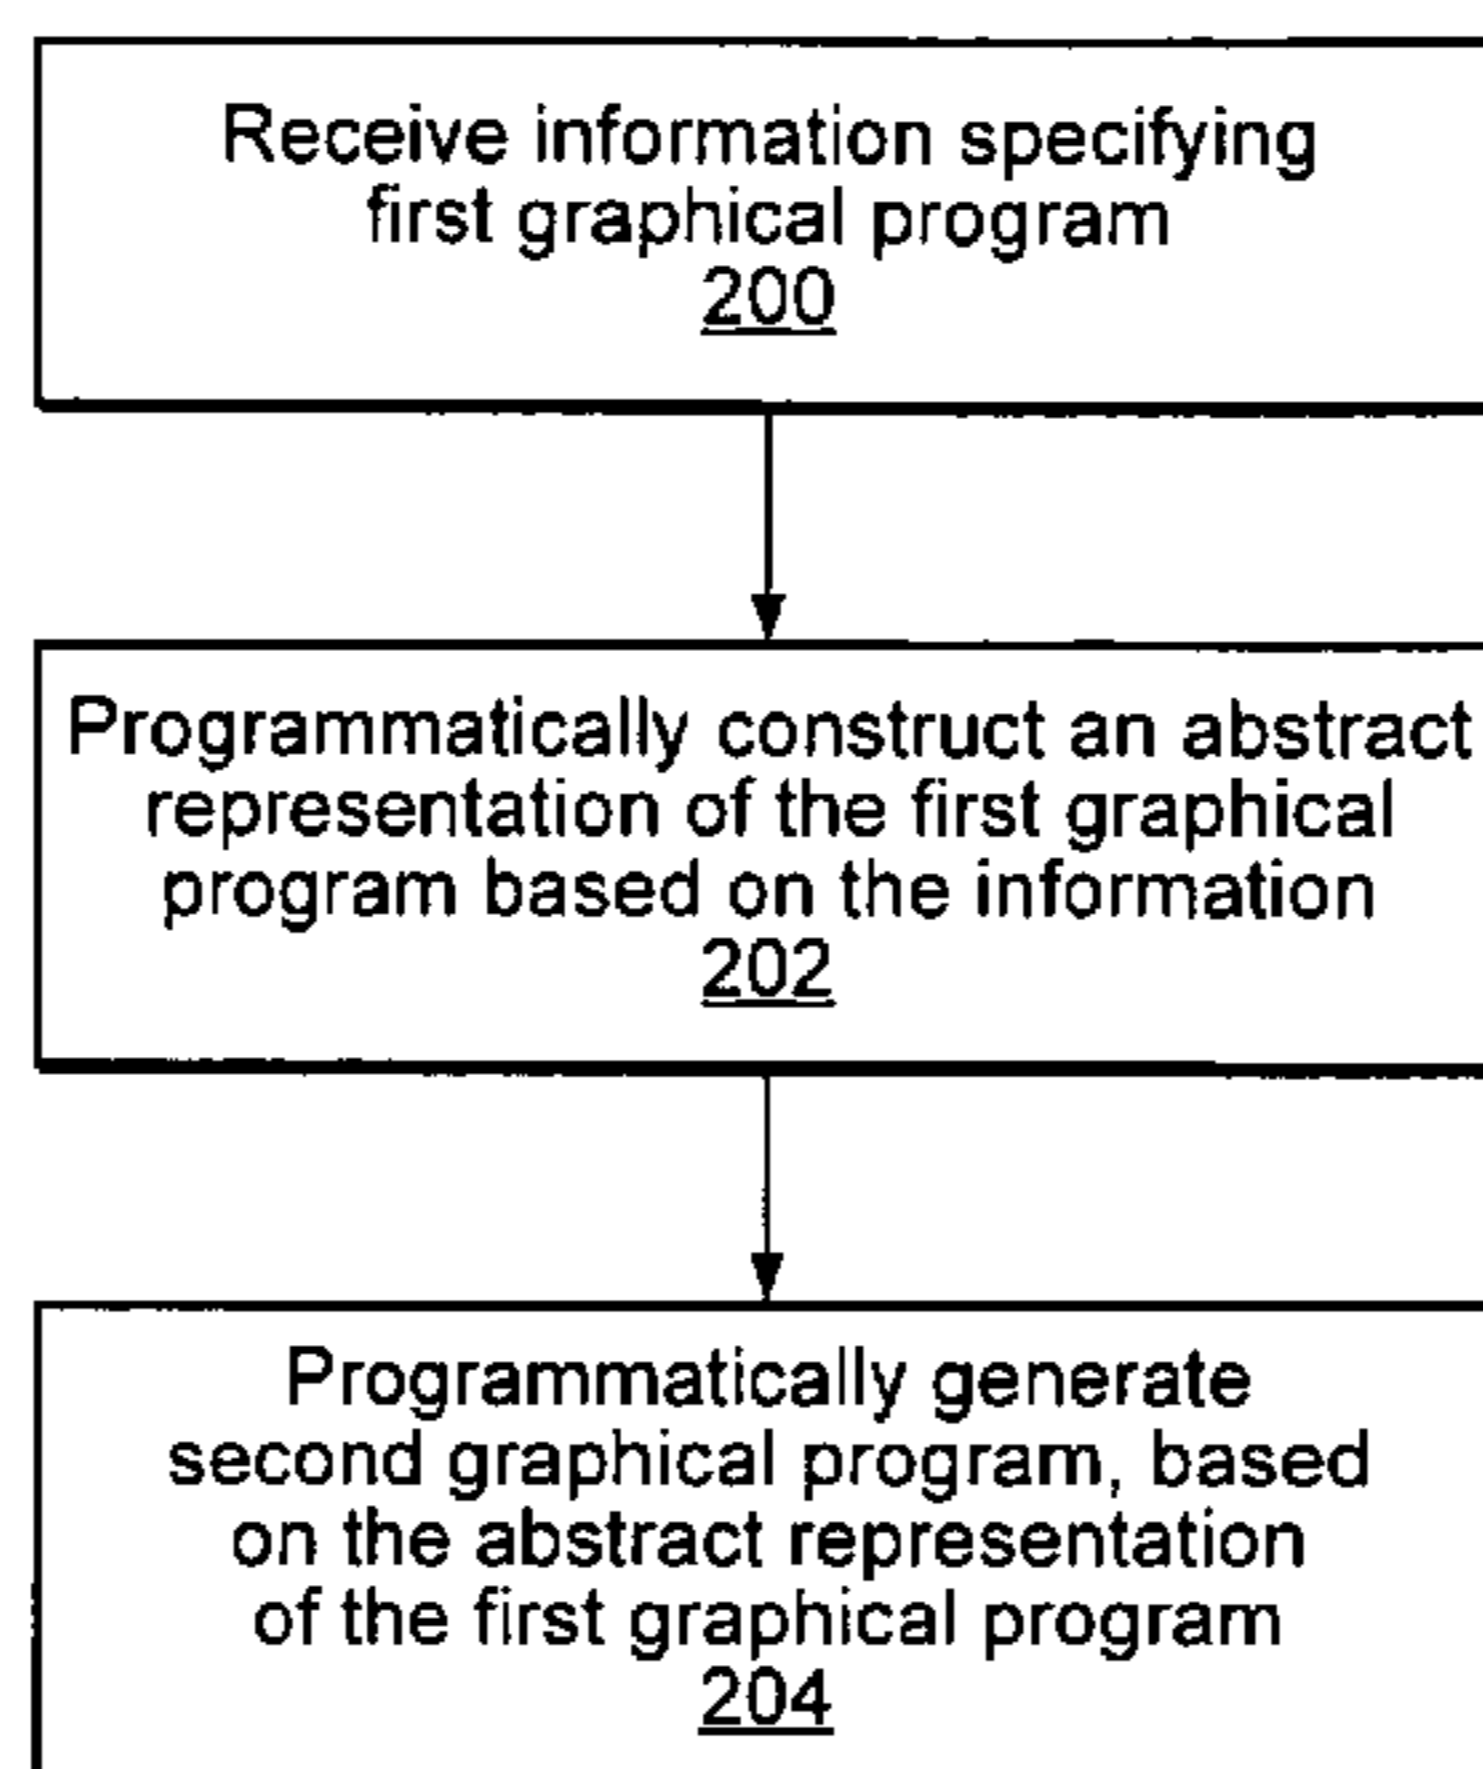 Receive information specifying
first graphical program
200
Programmatically construct an abstract
representation of the first graphical
program based on the information
202
Programmatically generate
second graphical program, based
on the abstract representation
of the first graphical program
204